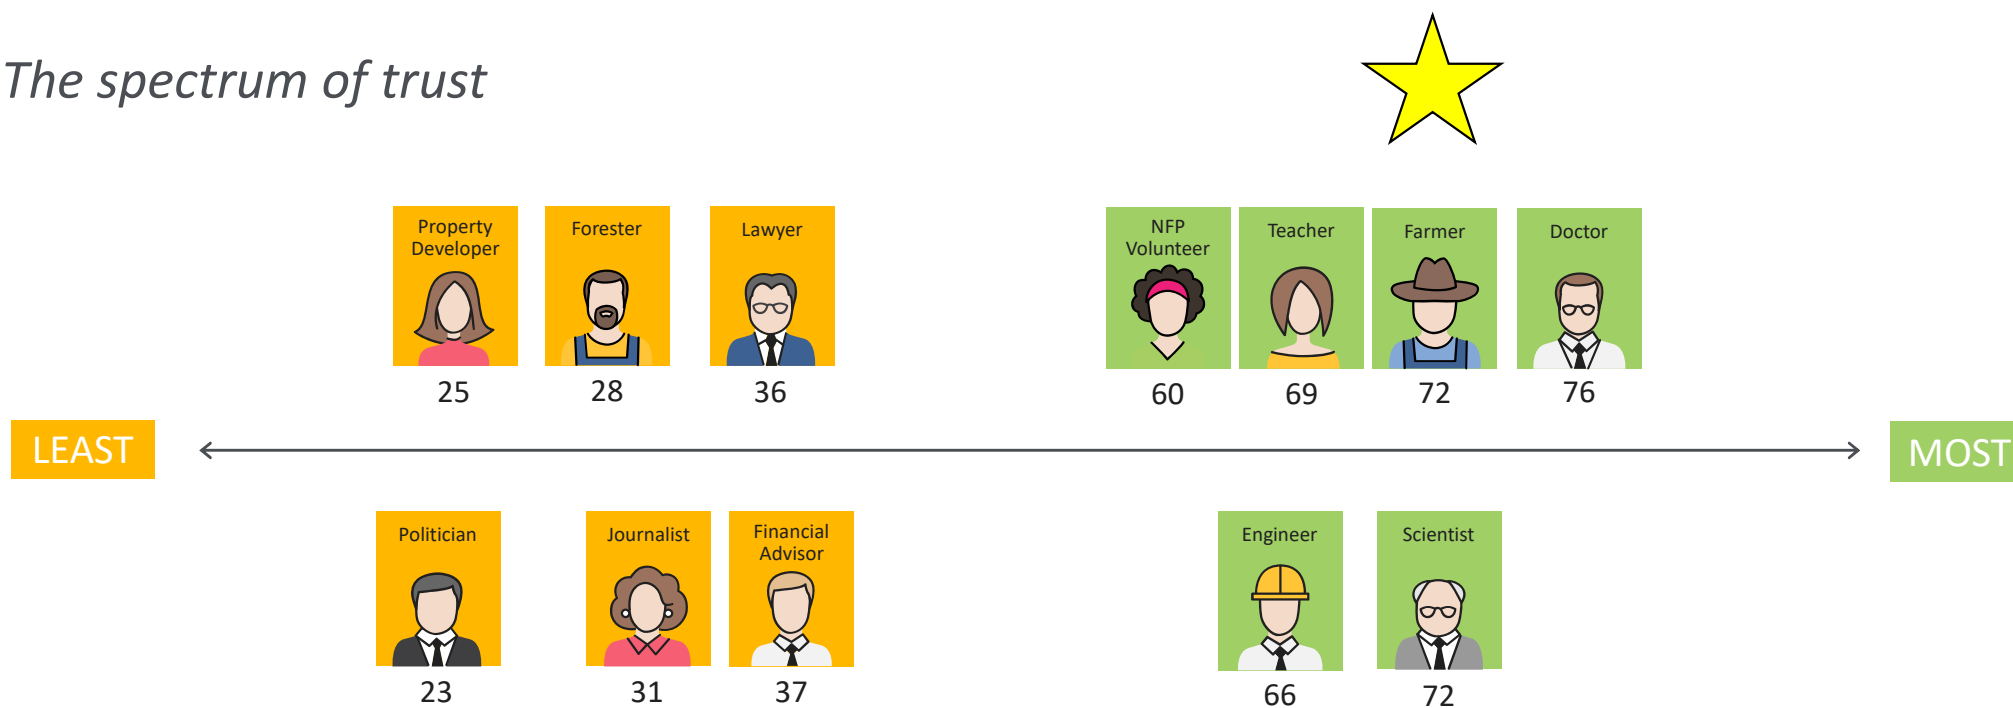 The spectrum of trust
Property
Developer
Forester
Lawyer
NFP
Volunteer
Teacher
Farmer
Doctor
25
28
36
60
69
72
76
LEAST
MOST
Politician
Journalist
Financial
Advisor
Engineer
Scientist
23
31
37
66
72